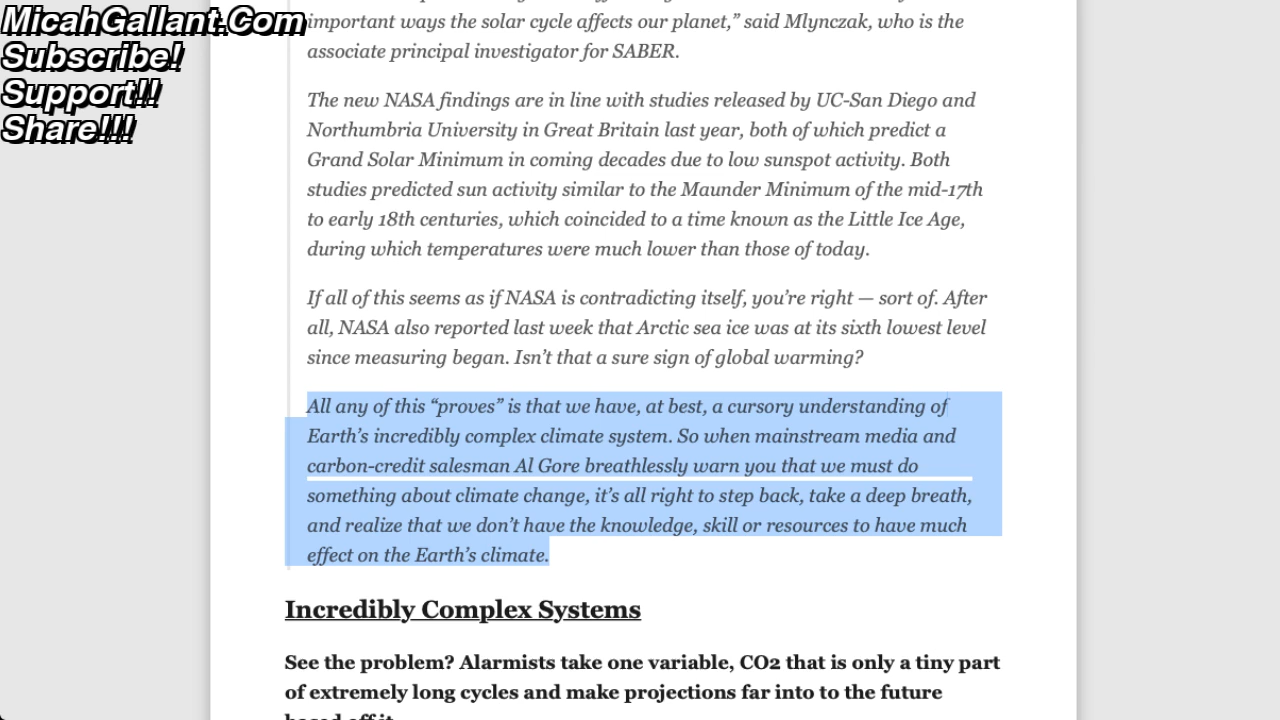 MicahGallant.Com
Subscribe!
Support!!
Share!!!
important ways the solar cycle affects our planet,” said Mlynczak, who is the
associate principal investigator for SABER.
The new NASA findings are in line with studies released by UC-San Diego and
Northumbria University in Great Britain last year, both of which predict a
Grand Solar Minimum in coming decades due to low sunspot activity. Both
studies predicted sun activity similar to the Maunder Minimum of the mid-17th
to early 18th centuries, which coincided to a time known as the Little Ice Age,
during which temperatures were much lower than those of today.
If all of this seems as if NASA is contradicting itself, you’re right — sort of. After
all, NASA also reported last week that Arctic sea ice was at its sixth lowest level
since measuring began. Isn’t that a sure sign of global warming?
All any of this “proves” is that we have, at best, a cursory understanding of
Earth’s incredibly complex climate system. So when mainstream media and
carbon-credit salesman Al Gore breathlessly warn you that we must do
something about climate change, it’s all right to step back, take a deep breath,
and realize that we don’t have the knowledge, skill or resources to have much
effect on the Earth’s climate.
Incredibly Complex Systems
See the problem? Alarmists take one variable, CO2 that is only a tiny part
of extremely long cycles and make projections far into to the future
based off it.